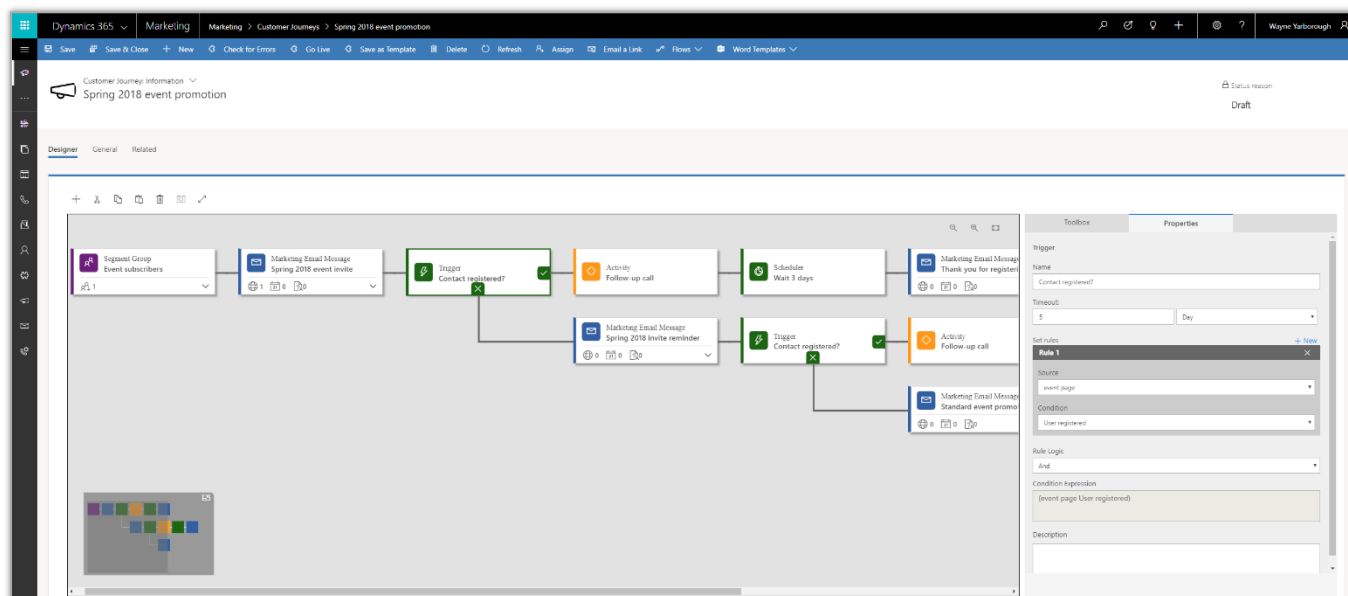 Dynamics 365 Marketing Marketing > Customer Journeys > Spring 2018 event promotion Wayne Yarborough
Save Save & Close New Check for Errors Go Live Save as Template Delete Refresh Assign Email a Link Flows Word Templates
Customer Journey: Information
Spring 2018 event promotion
Status reason
Draft
Designer General Related
Toolbox Properties
Segment Group
Event subscribers
1
Marketing Email Message
Spring 2018 event invite
1 0 0
Trigger
Contact registered?
Activity
Follow-up call
Scheduler
Wait 3 days
Marketing Email Message
Thank you for registeri
0 0 0
Marketing Email Message
Spring 2018 invite reminder
0 0 0
Trigger
Contact registered?
Activity
Follow-up call
Marketing Email Message
Standard event promo
0 0 0
Trigger
Name
Contact registered?
Timeout:
5 Day
Set rules + New
Rule 1
Source
event page
Condition
User registered
Rule Logic
And
Condition Expression
(event page User registered)
Description